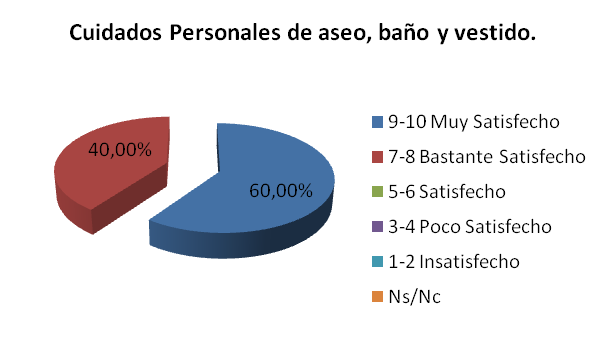 Cuidados Personales de aseo, baño y vestido.
40,00%
60,00%
9-10 Muy Satisfecho
7-8 Bastante Satisfecho
5-6 Satisfecho
3-4 Poco Satisfecho
1-2 Insatisfecho
Ns/Nc